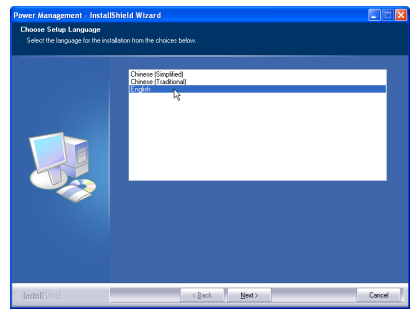 Power Management - InstallShield Wizard
Choose Setup Language
Select the language for the installation from the choices below.
Chinese (Simplified)
Chinese (Traditional)
English
InstallShield
< Back
Next >
Cancel